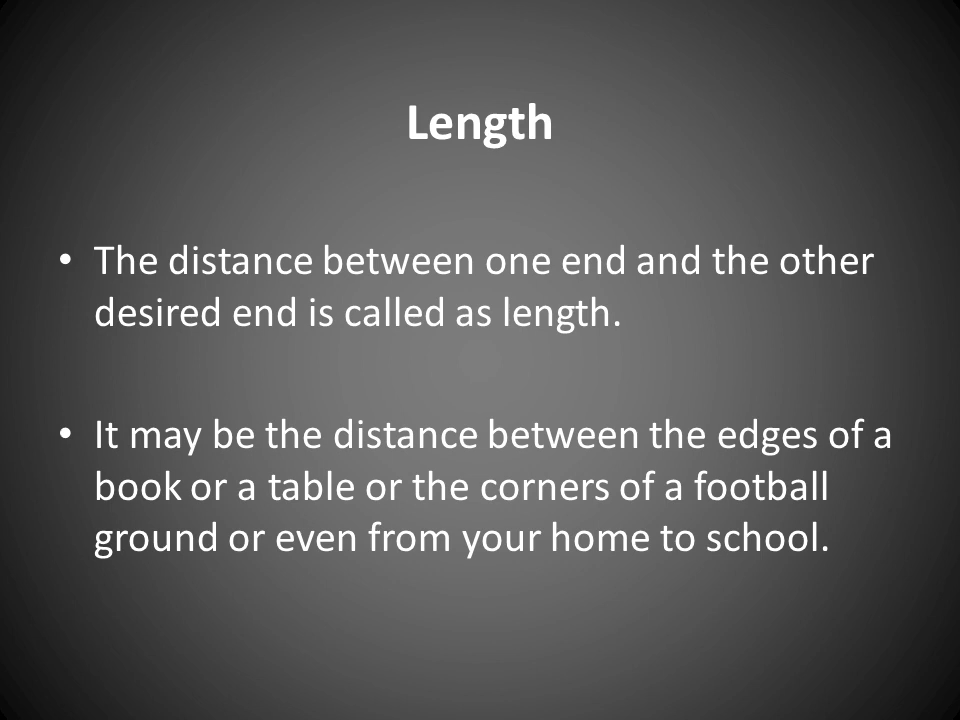 Length
• The distance between one end and the other
desired end is called as length.
• It may be the distance between the edges of a
book or a table or the corners of a football
ground or even from your home to school.